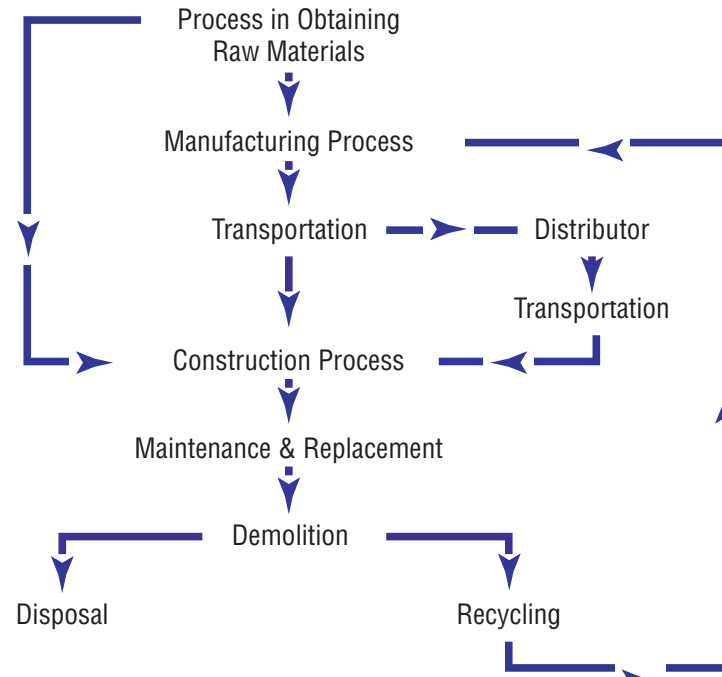 Process in Obtaining
Raw Materials
Manufacturing Process
Transportation
Distributor
Transportation
Construction Process
Maintenance & Replacement
Demolition
Disposal
Recycling